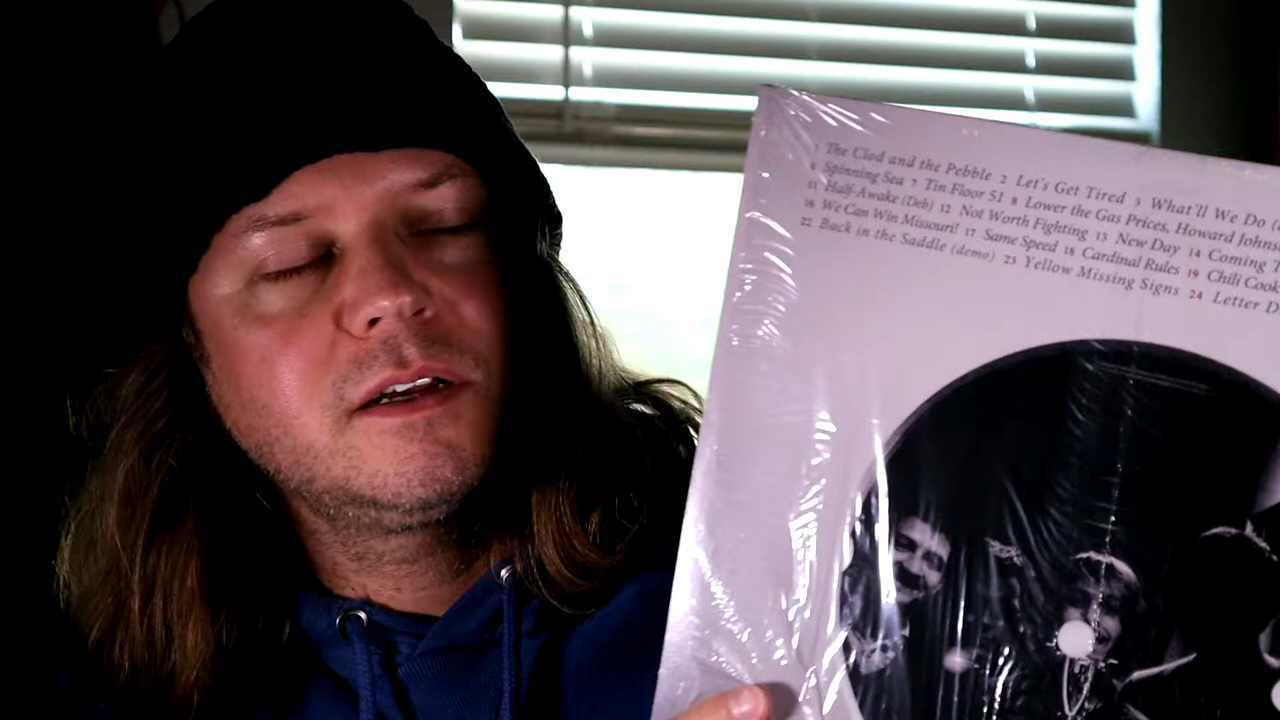 1 The Clod and the Pebble 2 Let's Get Tired 3 What'll We Do
6 Spinning Sea 7 Tin Floor 51 8 Lower the Gas Prices, Howard Johns
11 Half-Awake (Deb) 12 Not Worth Fighting 13 New Day 14 Coming T
16 We Can Win Missouri! 17 Same Speed 18 Cardinal Rules 19 Chili Cook
22 Back in the Saddle (demo) 23 Yellow Missing Signs 24 Letter D